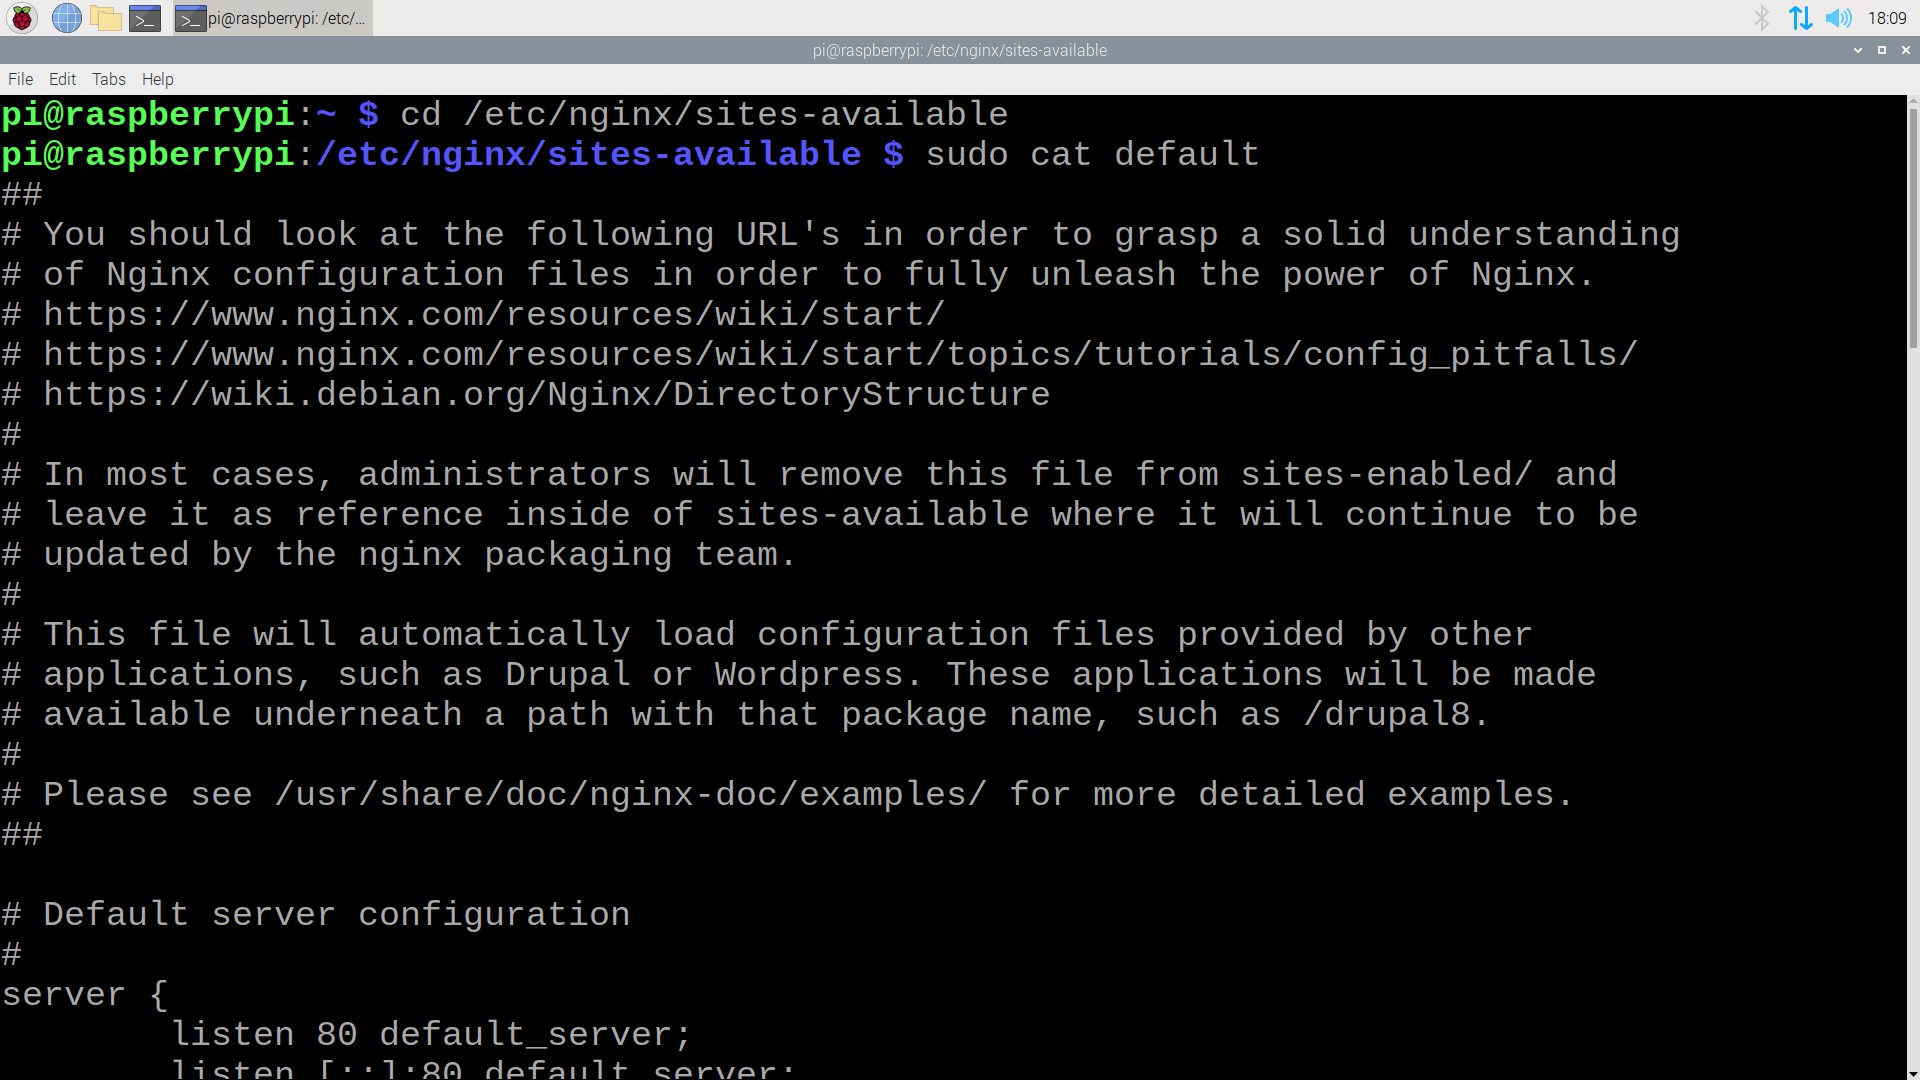 pi@raspberrypi: /etc/...
18:09
pi@raspberrypi: /etc/nginx/sites-available
File Edit Tabs Help
pi@raspberrypi:~ $ cd /etc/nginx/sites-available
pi@raspberrypi:/etc/nginx/sites-available $ sudo cat default
##
# You should look at the following URL's in order to grasp a solid understanding
# of Nginx configuration files in order to fully unleash the power of Nginx.
# https://www.nginx.com/resources/wiki/start/
# https://www.nginx.com/resources/wiki/start/topics/tutorials/config_pitfalls/
# https://wiki.debian.org/Nginx/DirectoryStructure
#
# In most cases, administrators will remove this file from sites-enabled/ and
# leave it as reference inside of sites-available where it will continue to be
# updated by the nginx packaging team.
#
# This file will automatically load configuration files provided by other
# applications, such as Drupal or Wordpress. These applications will be made
# available underneath a path with that package name, such as /drupal8.
#
# Please see /usr/share/doc/nginx-doc/examples/ for more detailed examples.
##
# Default server configuration
#
server {
listen 80 default_server;
listen [::]:80 default_server;